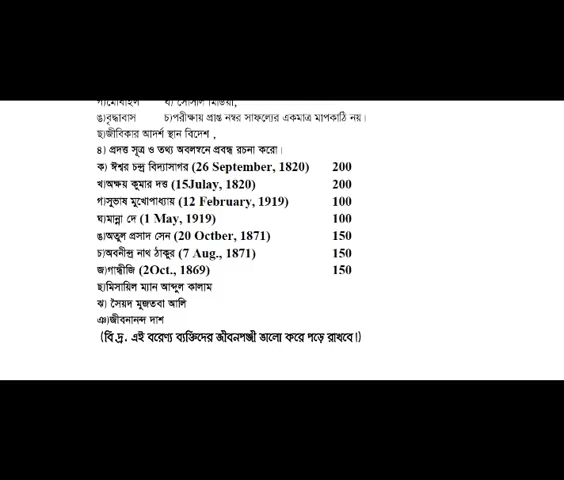 গ)মোবাইল ঘ) সোসাল মিডিয়া,
ঙ)বৃদ্ধাবাস চ)পরীক্ষায় প্রাপ্ত নম্বর সাফল্যের একমাত্র মাপকাঠি নয়।
ছ)জীবিকার আদর্শ স্থান বিদেশ ,
৪) প্রদত্ত সূত্র ও তথ্য অবলম্বনে প্রবন্ধ রচনা করো।
ক) ঈশ্বর চন্দ্র বিদ্যাসাগর (26 September, 1820) 200
খ)অক্ষয় কুমার দত্ত (15Julay, 1820) 200
গ)সুভাষ মুখোপাধ্যায় (12 February, 1919) 100
ঘ)মান্না দে (1 May, 1919) 100
ঙ)অতুল প্রসাদ সেন (20 Octber, 1871) 150
চ)অবনীন্দ্র নাথ ঠাকুর (7 Aug., 1871) 150
জ)গান্ধীজি (2Oct., 1869) 150
ছ)মিসায়িল ম্যান আব্দুল কালাম
ঝ) সৈয়দ মুজতবা আলি
ঞ)জীবনানন্দ দাশ
(বি.দ্র. এই বরেণ্য ব্যক্তিদের জীবনপঞ্জী ভালো করে পড়ে রাখবে।)